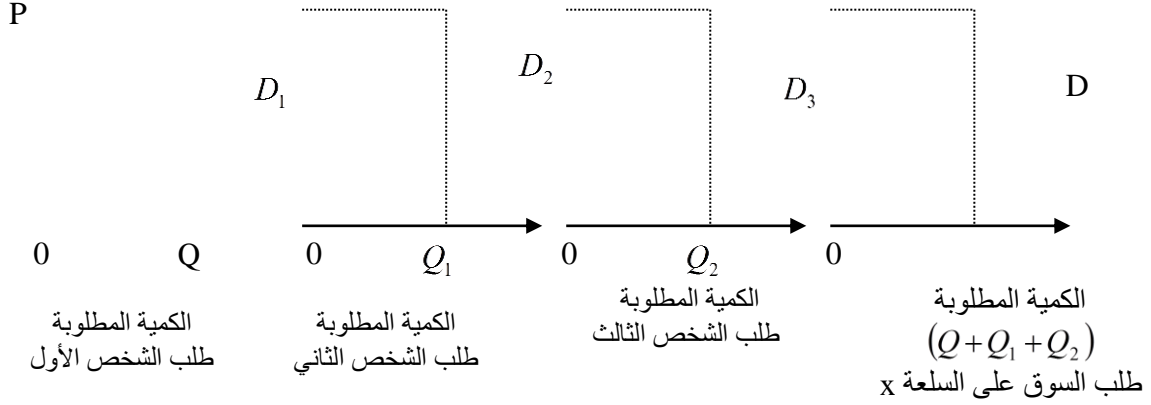 P
D₁
D₂
D₃
D
0
Q
0
Q₁
0
Q₂
0
الكمية المطلوبة
طلب الشخص الأول
الكمية المطلوبة
طلب الشخص الثاني
الكمية المطلوبة
طلب الشخص الثالث
الكمية المطلوبة
(Q+Q₁+Q₂)
طلب السوق على السلعة x